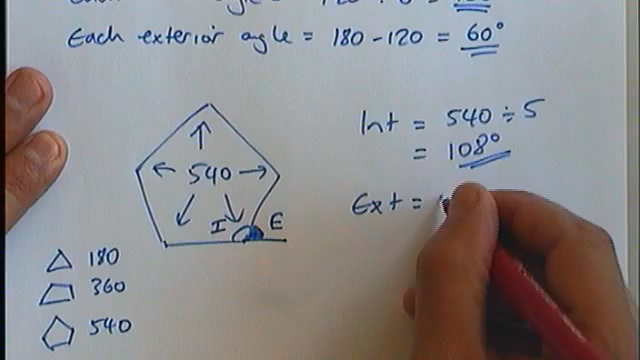 Each exterior angle = 180 - 120 = 60°
Int = 540 ÷ 5
= 108°
540
Ext =
I E
180
360
540